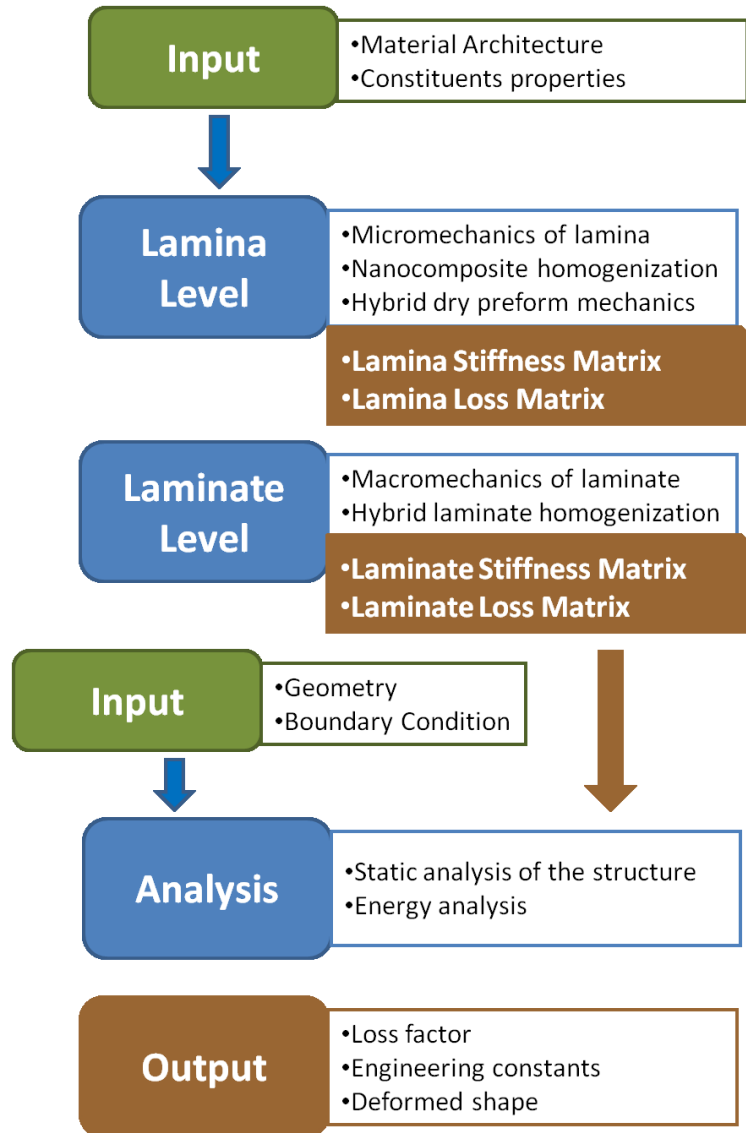 Input
•Material Architecture
•Constituents properties
Lamina
Level
•Micromechanics of lamina
•Nanocomposite homogenization
•Hybrid dry preform mechanics
•Lamina Stiffness Matrix
•Lamina Loss Matrix
Laminate
Level
•Macromechanics of laminate
•Hybrid laminate homogenization
•Laminate Stiffness Matrix
•Laminate Loss Matrix
Input
•Geometry
•Boundary Condition
Analysis
•Static analysis of the structure
•Energy analysis
Output
•Loss factor
•Engineering constants
•Deformed shape